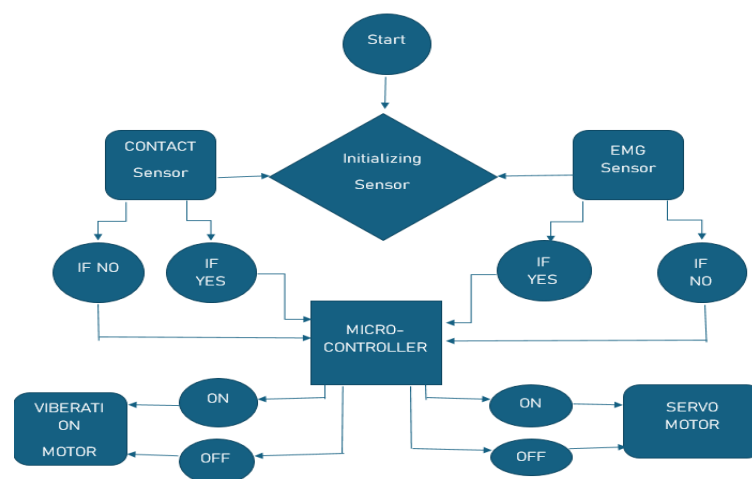 Start
CONTACT
Sensor
Initializing
Sensor
EMG
Sensor
IF NO
IF
YES
IF
YES
IF
NO
MICRO-
CONTROLLER
ON
OFF
ON
OFF
VIBERATI
ON
MOTOR
SERVO
MOTOR